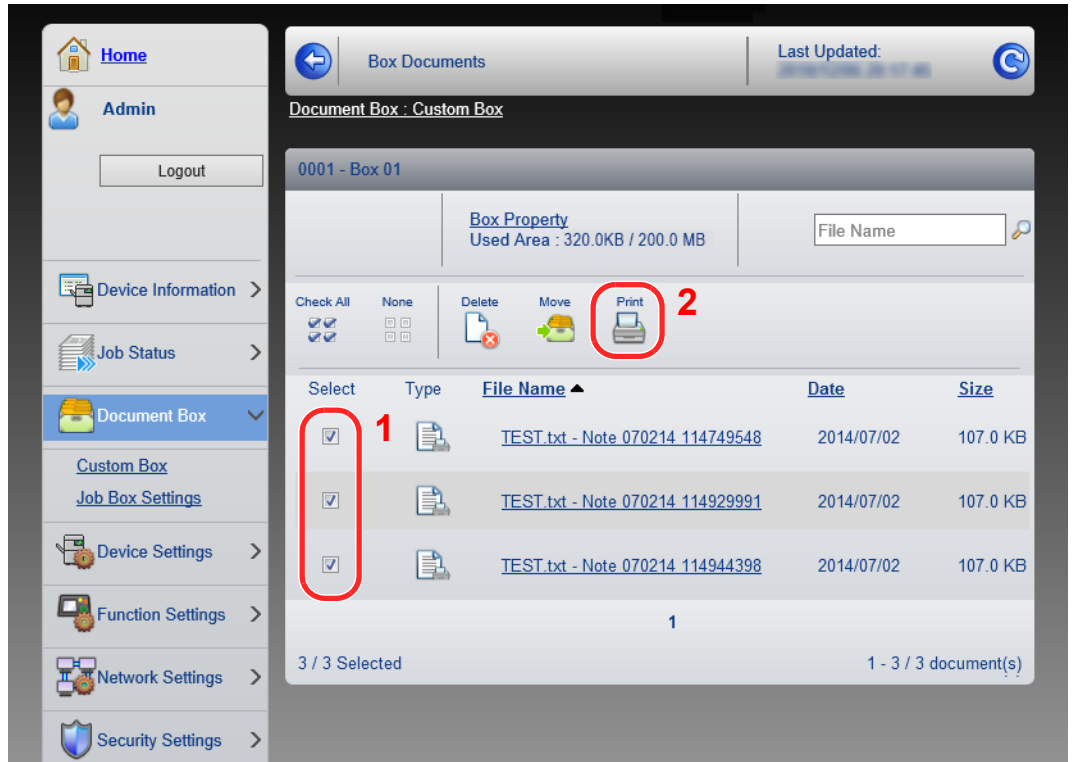 Home
Admin
Logout
Device Information
Job Status
Document Box
Custom Box
Job Box Settings
Device Settings
Function Settings
Network Settings
Security Settings
Box Documents
Last Updated:
Document Box : Custom Box
0001 - Box 01
Box Property
Used Area : 320.0KB / 200.0 MB
File Name
Check All None Delete Move Print 2
Select Type File Name Date Size
1
TEST.txt - Note 070214 114749548 2014/07/02 107.0 KB
TEST.txt - Note 070214 114929991 2014/07/02 107.0 KB
TEST.txt - Note 070214 114944398 2014/07/02 107.0 KB
1
3 / 3 Selected 1 - 3 / 3 document(s)